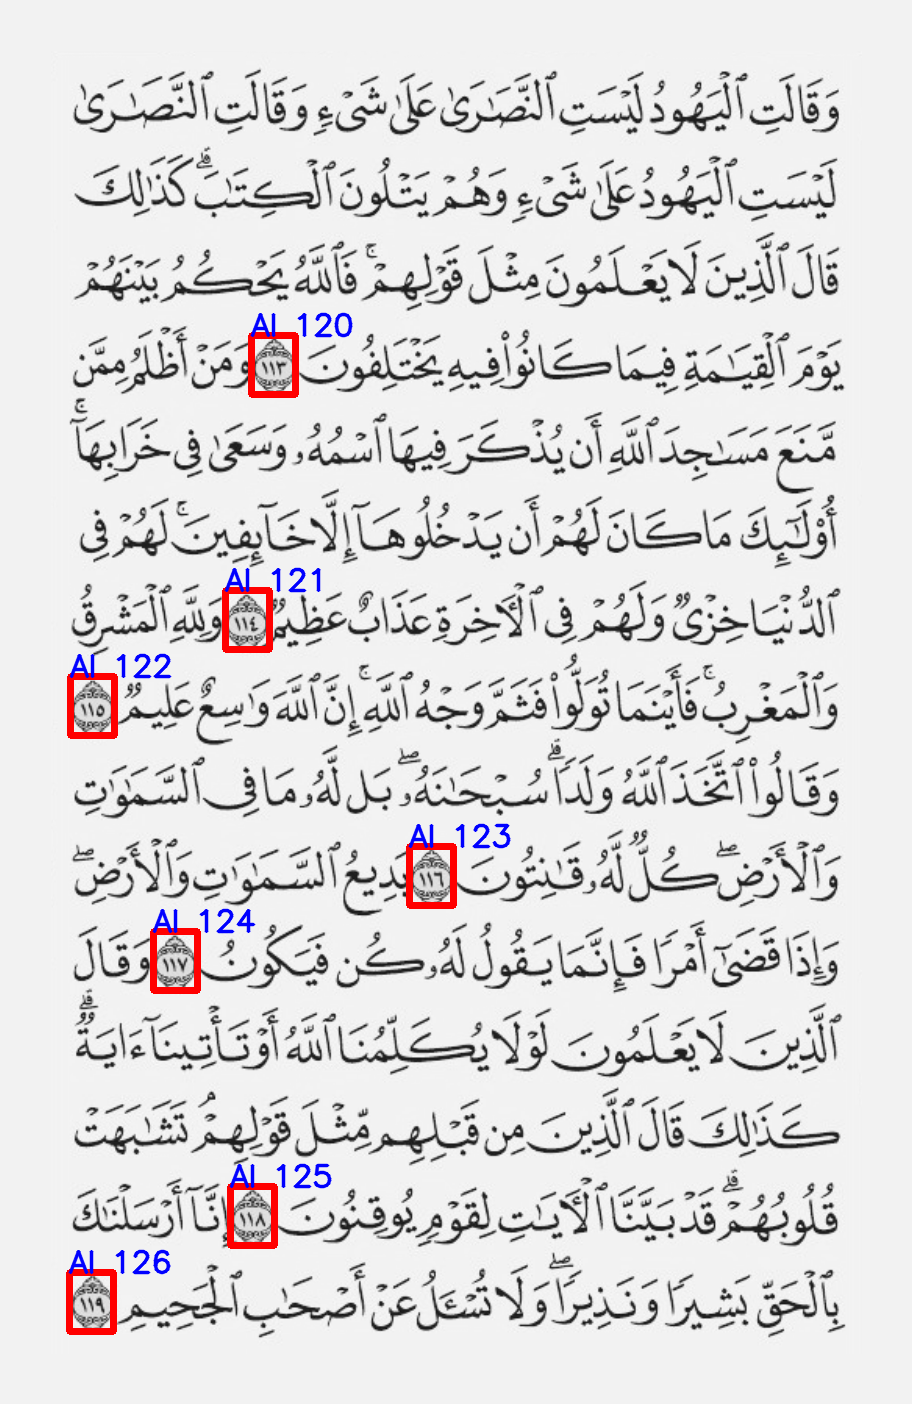 وَقَالَتِ ٱلْيَهُودُ لَيْسَتِ ٱلنَّصَـٰرَىٰ عَلَىٰ شَىْءٍ وَقَالَتِ ٱلنَّصَـٰرَىٰ
لَيْسَتِ ٱلْيَهُودُ عَلَىٰ شَىْءٍ وَهُمْ يَتْلُونَ ٱلْكِتَـٰبَ ۗ كَذَٰلِكَ
قَالَ ٱلَّذِينَ لَا يَعْلَمُونَ مِثْلَ قَوْلِهِمْ ۚ فَٱللَّهُ يَحْكُمُ بَيْنَهُمْ
AI 120
يَوْمَ ٱلْقِيَـٰمَةِ فِيمَا كَانُوا۟ فِيهِ يَخْتَلِفُونَ ١١٣ وَمَنْ أَظْلَمُ مِمَّن
مَّنَعَ مَسَـٰجِدَ ٱللَّهِ أَن يُذْكَرَ فِيهَا ٱسْمُهُۥ وَسَعَىٰ فِى خَرَابِهَآ ۚ
أُو۟لَـٰٓئِكَ مَا كَانَ لَهُمْ أَن يَدْخُلُوهَآ إِلَّا خَآئِفِينَ ۚ لَهُمْ فِى
AI 121
ٱلدُّنْيَا خِزْىٌ وَلَهُمْ فِى ٱلْـَٔاخِرَةِ عَذَابٌ عَظِيمٌ ١١٤ وَلِلَّهِ ٱلْمَشْرِقُ
AI 122
وَٱلْمَغْرِبُ ۚ فَأَيْنَمَا تُوَلُّوا۟ فَثَمَّ وَجْهُ ٱللَّهِ ۚ إِنَّ ٱللَّهَ وَٰسِعٌ عَلِيمٌ ١١٥
وَقَالُوا۟ ٱتَّخَذَ ٱللَّهُ وَلَدًا ۗ سُبْحَـٰنَهُۥ ۖ بَل لَّهُۥ مَا فِى ٱلسَّمَـٰوَٰتِ
AI 123
وَٱلْأَرْضِ ۖ كُلٌّ لَّهُۥ قَـٰنِتُونَ ١١٦ بَدِيعُ ٱلسَّمَـٰوَٰتِ وَٱلْأَرْضِ ۖ
AI 124
وَإِذَا قَضَىٰٓ أَمْرًا فَإِنَّمَا يَقُولُ لَهُۥ كُن فَيَكُونُ ١١٧ وَقَالَ
ٱلَّذِينَ لَا يَعْلَمُونَ لَوْلَا يُكَلِّمُنَا ٱللَّهُ أَوْ تَأْتِينَآ ءَايَةٌ ۗ
كَذَٰلِكَ قَالَ ٱلَّذِينَ مِن قَبْلِهِم مِّثْلَ قَوْلِهِمْ ۘ تَشَـٰبَهَتْ
AI 125
قُلُوبُهُمْ ۗ قَدْ بَيَّنَّا ٱلْـَٔايَـٰتِ لِقَوْمٍ يُوقِنُونَ ١١٨ إِنَّآ أَرْسَلْنَـٰكَ
AI 126
بِٱلْحَقِّ بَشِيرًا وَنَذِيرًا ۖ وَلَا تُسْـَٔلُ عَنْ أَصْحَـٰبِ ٱلْجَحِيمِ ١١٩